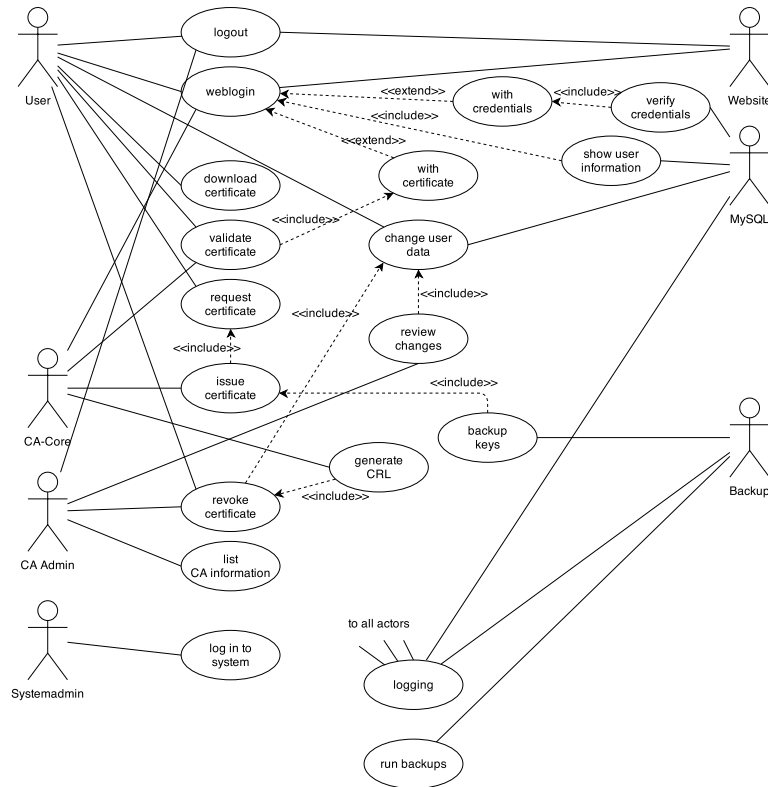 logout
User
Website
weblogin
<<extend>>
with
credentials
<<include>>
verify
credentials
<<include>>
<<extend>>
show user
information
download
certificate
with
certificate
MySQL
<<include>>
validate
certificate
change user
data
request
certificate
<<include>>
<<include>>
review
changes
<<include>>
issue
certificate
<<include>>
CA-Core
backup
keys
generate
CRL
Backup
<<include>>
revoke
certificate
CA Admin
list
CA information
to all actors
log in to
system
Systemadmin
logging
run backups